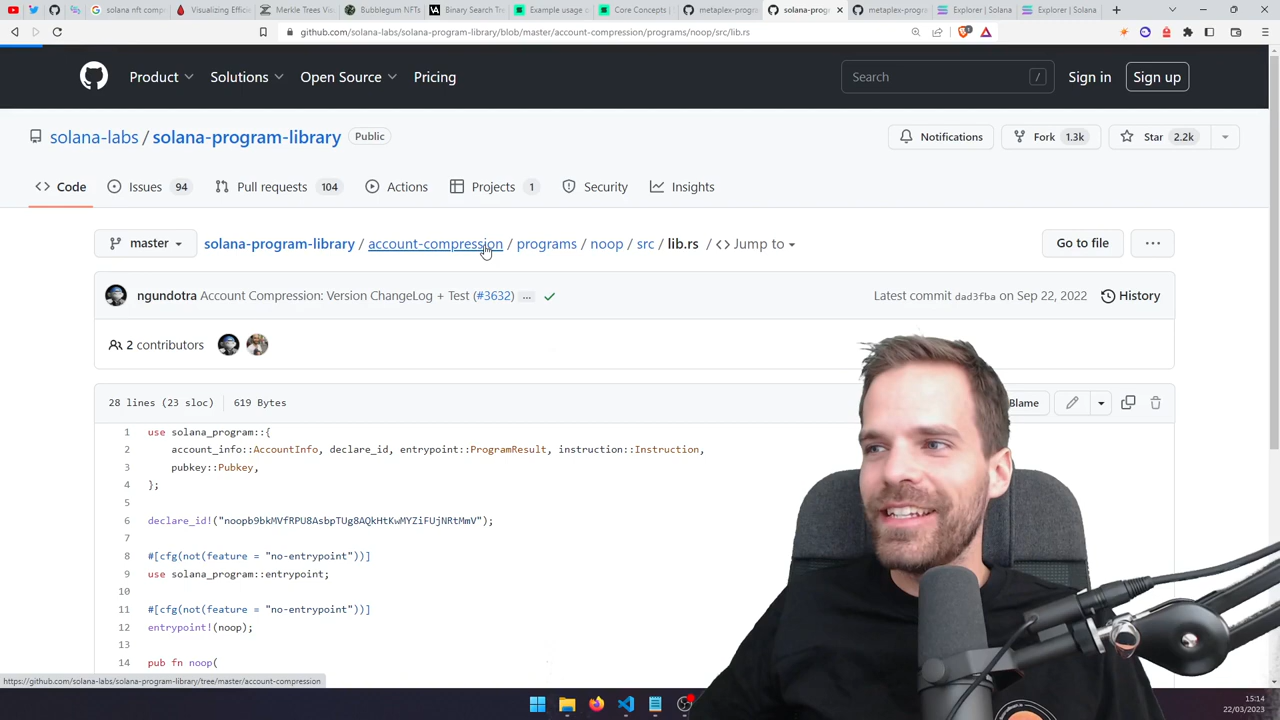 solana nft compre
Visualizing Effici
Merkle Trees Vid
Bubblegum NFTs
Binary Search Tr
Example usage o
Core Concepts |
metaplex-progra
solana-prog
metaplex-progra
Explorer | Solana
Explorer | Solana
github.com/solana-labs/solana-program-library/blob/master/account-compression/programs/noop/src/lib.rs
Product
Solutions
Open Source
Pricing
Search
/
Sign in
Sign up
solana-labs / solana-program-library
Public
Notifications
Fork 1.3k
Star 2.2k
Code
Issues 94
Pull requests 104
Actions
Projects 1
Security
Insights
master
solana-program-library / account-compression / programs / noop / src / lib.rs / Jump to
Go to file
ngundotra Account Compression: Version ChangeLog + Test (#3632)
Latest commit dad3fba on Sep 22, 2022
History
2 contributors
28 lines (23 sloc)
619 Bytes
Blame
1 use solana_program::{
2 account_info::AccountInfo, declare_id, entrypoint::ProgramResult, instruction::Instruction,
3 pubkey::Pubkey,
4 };
5
6 declare_id!("noopb9bkMVfRPU8AsbpTUg8AQkHtKwMYZiFUjNRtMmV");
7
8 #[cfg(not(feature = "no-entrypoint"))]
9 use solana_program::entrypoint;
10
11 #[cfg(not(feature = "no-entrypoint"))]
12 entrypoint!(noop);
13
14 pub fn noop(
https://github.com/solana-labs/solana-program-library/tree/master/account-compression
15:14
22/03/2023